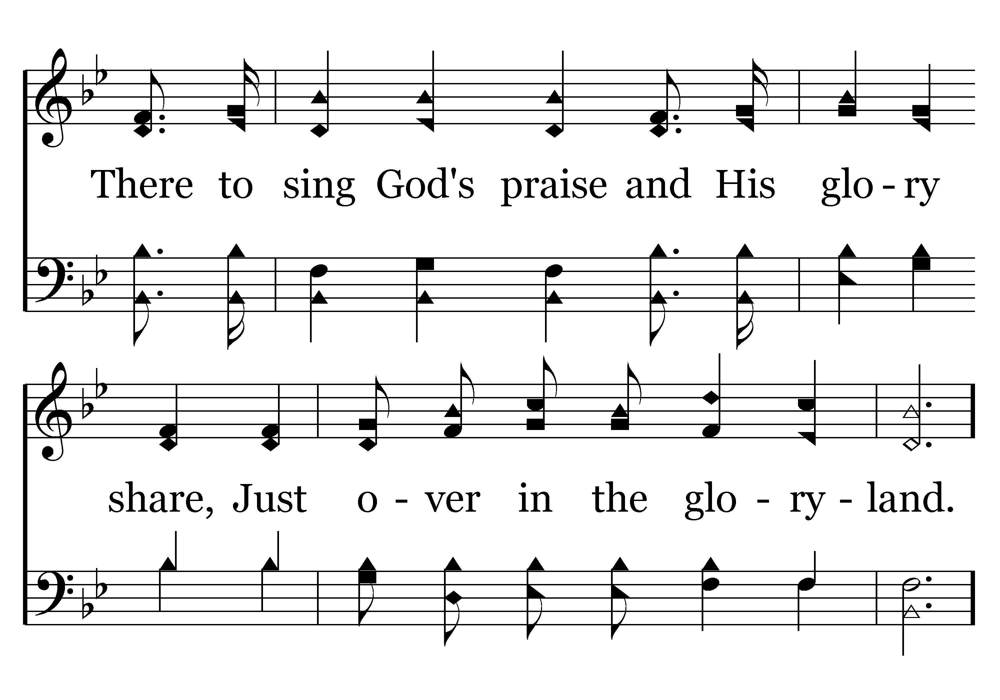 There to sing God's praise and His glo - ry
share, Just o - ver in the glo - ry - land.